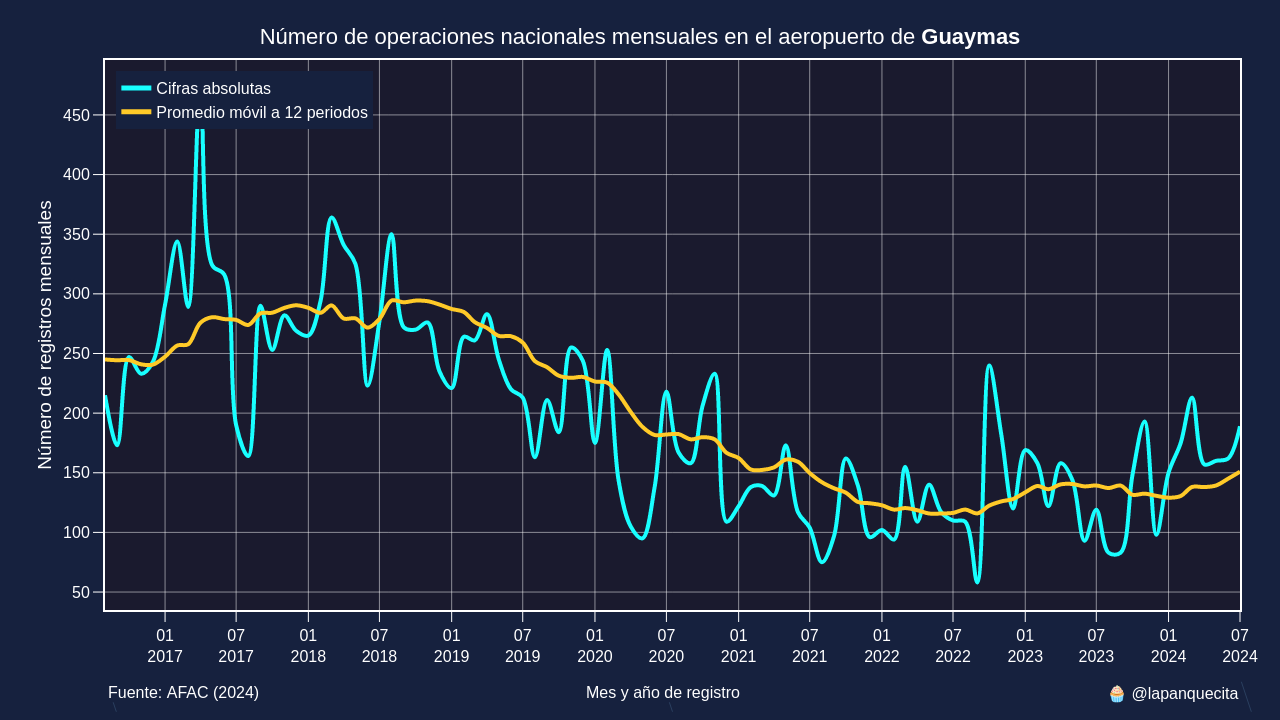 Número de operaciones nacionales mensuales en el aeropuerto de Guaymas
Cifras absolutas
Promedio móvil a 12 periodos
Número de registros mensuales
450
400
350
300
250
200
150
100
50
01 07 01 07 01 07 01 07 01 07 01 07 01 07 01 07
2017 2017 2018 2018 2019 2019 2020 2020 2021 2021 2022 2022 2023 2023 2024 2024
Fuente: AFAC (2024) Mes y año de registro 🧁 @lapanquecita